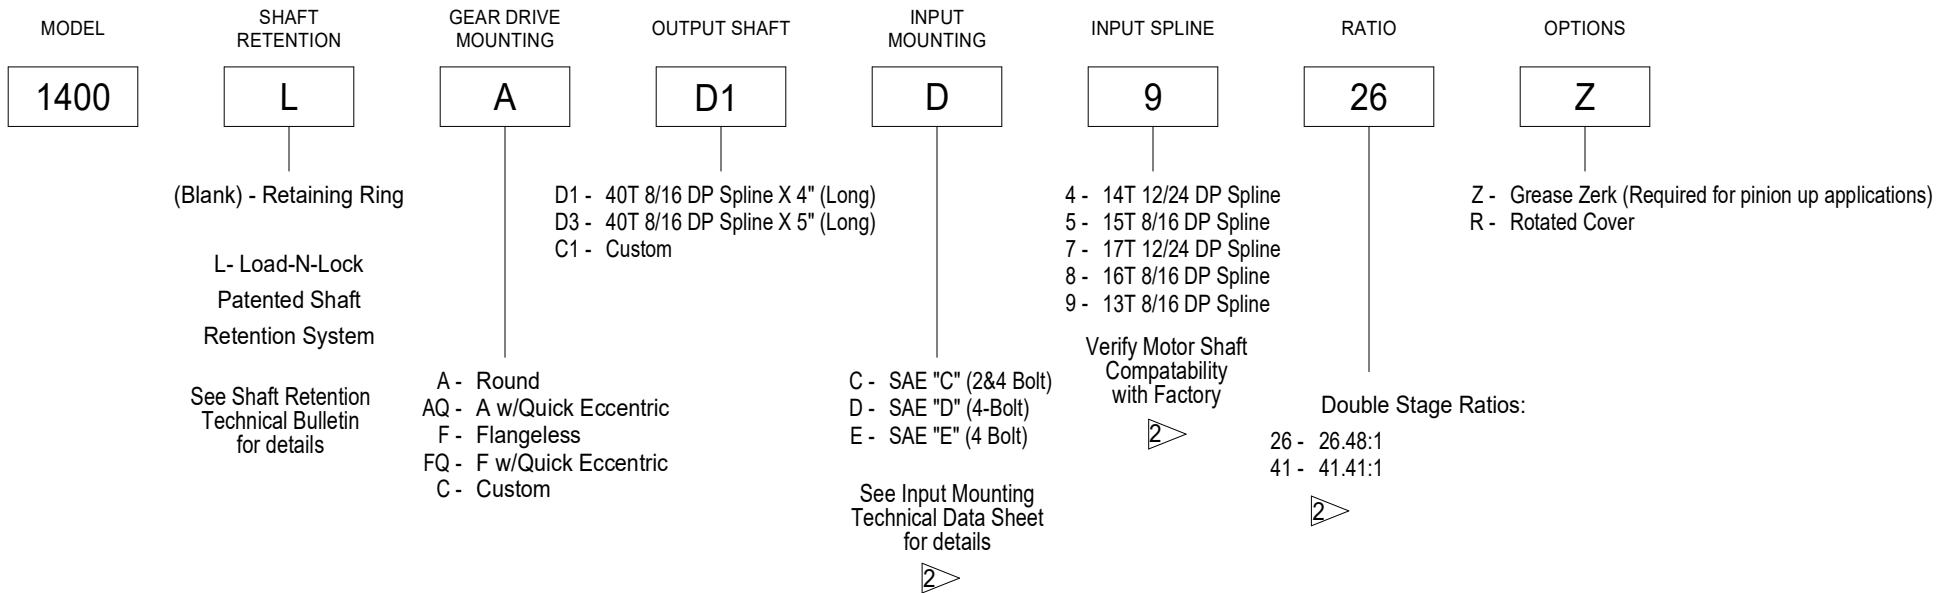 MODEL
SHAFT
RETENTION
GEAR DRIVE
MOUNTING
OUTPUT SHAFT
INPUT
MOUNTING
INPUT SPLINE
RATIO
OPTIONS
1400
L
A
D1
D
9
26
Z
(Blank) - Retaining Ring
L- Load-N-Lock
Patented Shaft
Retention System
See Shaft Retention
Technical Bulletin
for details
A - Round
AQ - A w/Quick Eccentric
F - Flangeless
FQ - F w/Quick Eccentric
C - Custom
D1 - 40T 8/16 DP Spline X 4" (Long)
D3 - 40T 8/16 DP Spline X 5" (Long)
C1 - Custom
C - SAE "C" (2&4 Bolt)
D - SAE "D" (4-Bolt)
E - SAE "E" (4 Bolt)
See Input Mounting
Technical Data Sheet
for details
2
4 - 14T 12/24 DP Spline
5 - 15T 8/16 DP Spline
7 - 17T 12/24 DP Spline
8 - 16T 8/16 DP Spline
9 - 13T 8/16 DP Spline
Verify Motor Shaft
Compatability
with Factory
2
Double Stage Ratios:
26 - 26.48:1
41 - 41.41:1
2
Z - Grease Zerk (Required for pinion up applications)
R - Rotated Cover